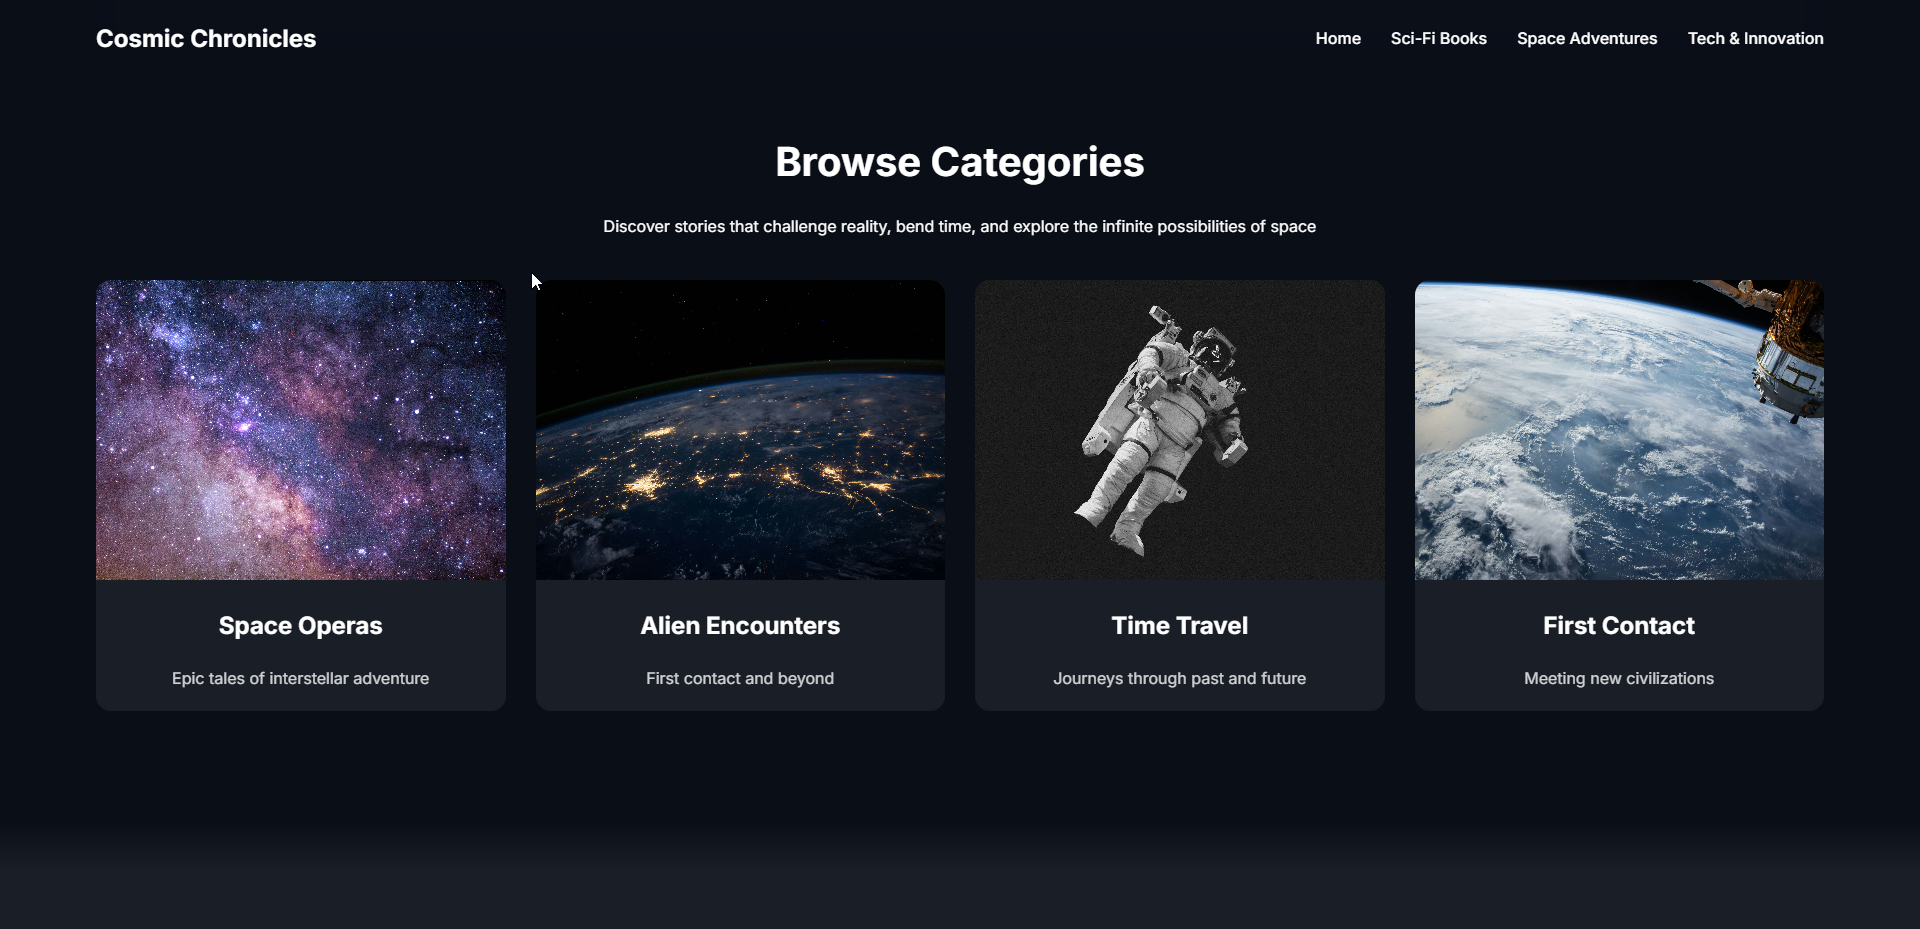 Cosmic Chronicles
Home
Sci-Fi Books
Space Adventures
Tech & Innovation
Browse Categories
Discover stories that challenge reality, bend time, and explore the infinite possibilities of space
Space Operas
Epic tales of interstellar adventure
Alien Encounters
First contact and beyond
Time Travel
Journeys through past and future
First Contact
Meeting new civilizations